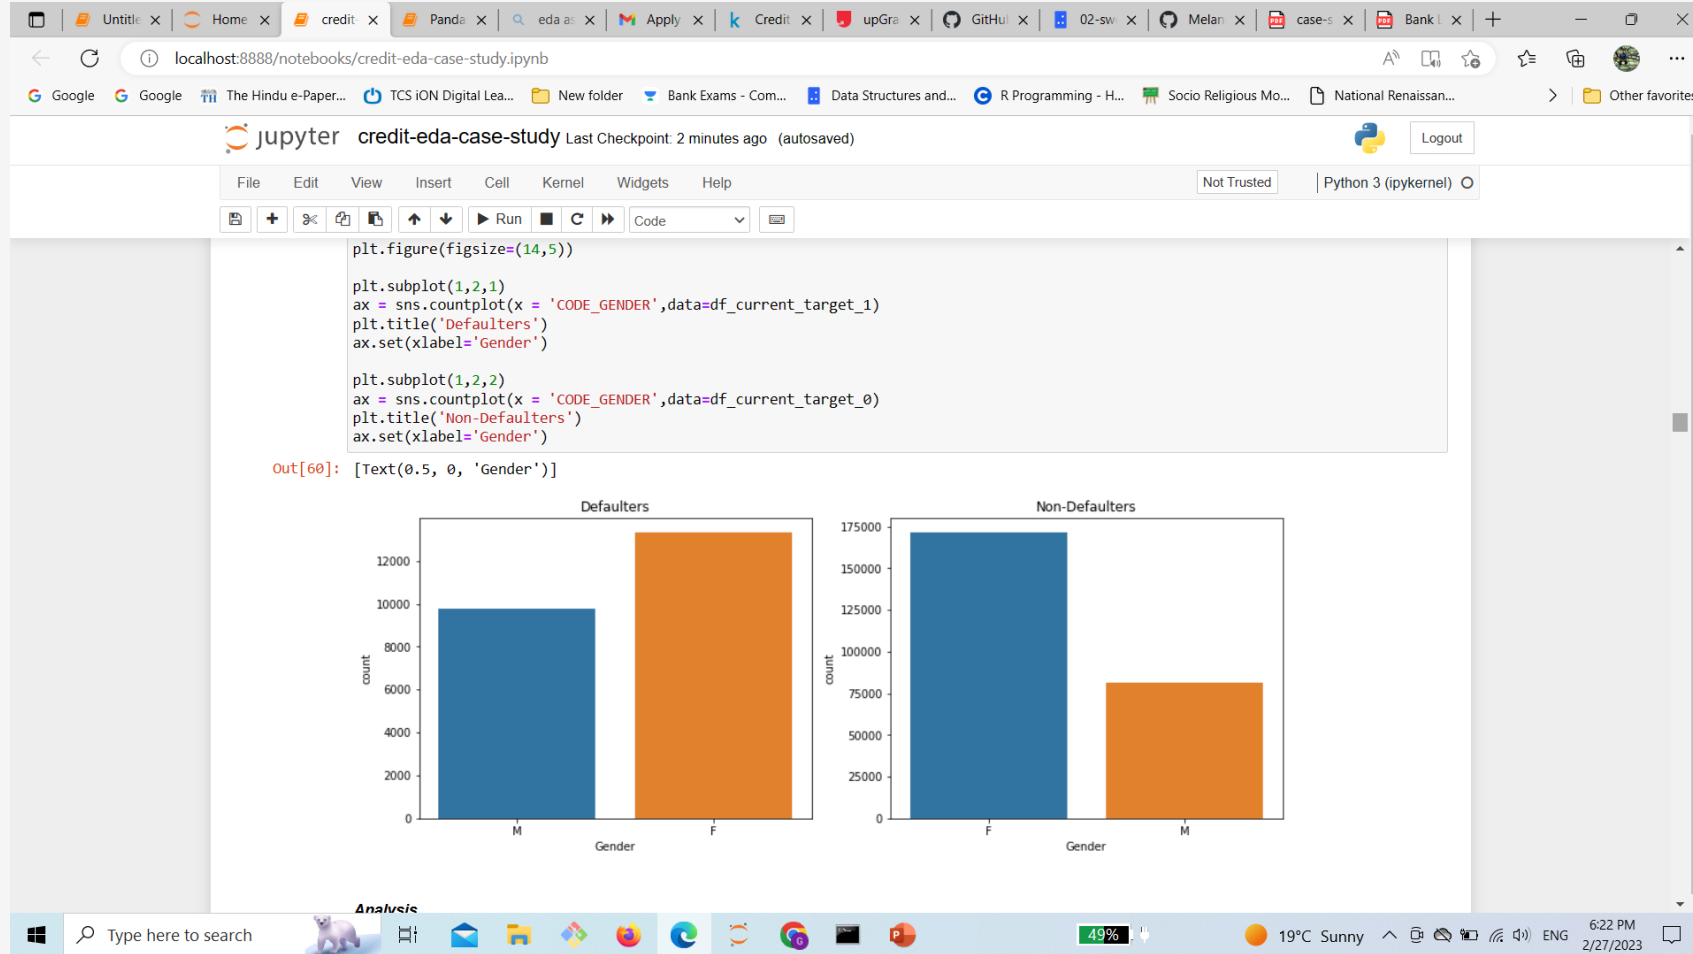 Untitle
Home
credit-
Panda
eda as
Apply
Credit
upGra
GitHu
02-sw
Melan
case-s
Bank L
localhost:8888/notebooks/credit-eda-case-study.ipynb
Google
Google
The Hindu e-Paper...
TCS iON Digital Lea...
New folder
Bank Exams - Com...
Data Structures and...
R Programming - H...
Socio Religious Mo...
National Renaissan...
Other favorites
jupyter credit-eda-case-study Last Checkpoint: 2 minutes ago (autosaved)
Logout
File Edit View Insert Cell Kernel Widgets Help
Not Trusted
Python 3 (ipykernel)
Run
Code
plt.figure(figsize=(14,5))
plt.subplot(1,2,1)
ax = sns.countplot(x = 'CODE_GENDER',data=df_current_target_1)
plt.title('Defaulters')
ax.set(xlabel='Gender')
plt.subplot(1,2,2)
ax = sns.countplot(x = 'CODE_GENDER',data=df_current_target_0)
plt.title('Non-Defaulters')
ax.set(xlabel='Gender')
Out[60]: [Text(0.5, 0, 'Gender')]
Defaulters
12000
10000
8000
6000
4000
2000
0
count
M
F
Gender
Non-Defaulters
175000
150000
125000
100000
75000
50000
25000
0
count
F
M
Gender
Analysis
Type here to search
49%
19°C Sunny
ENG
6:22 PM
2/27/2023